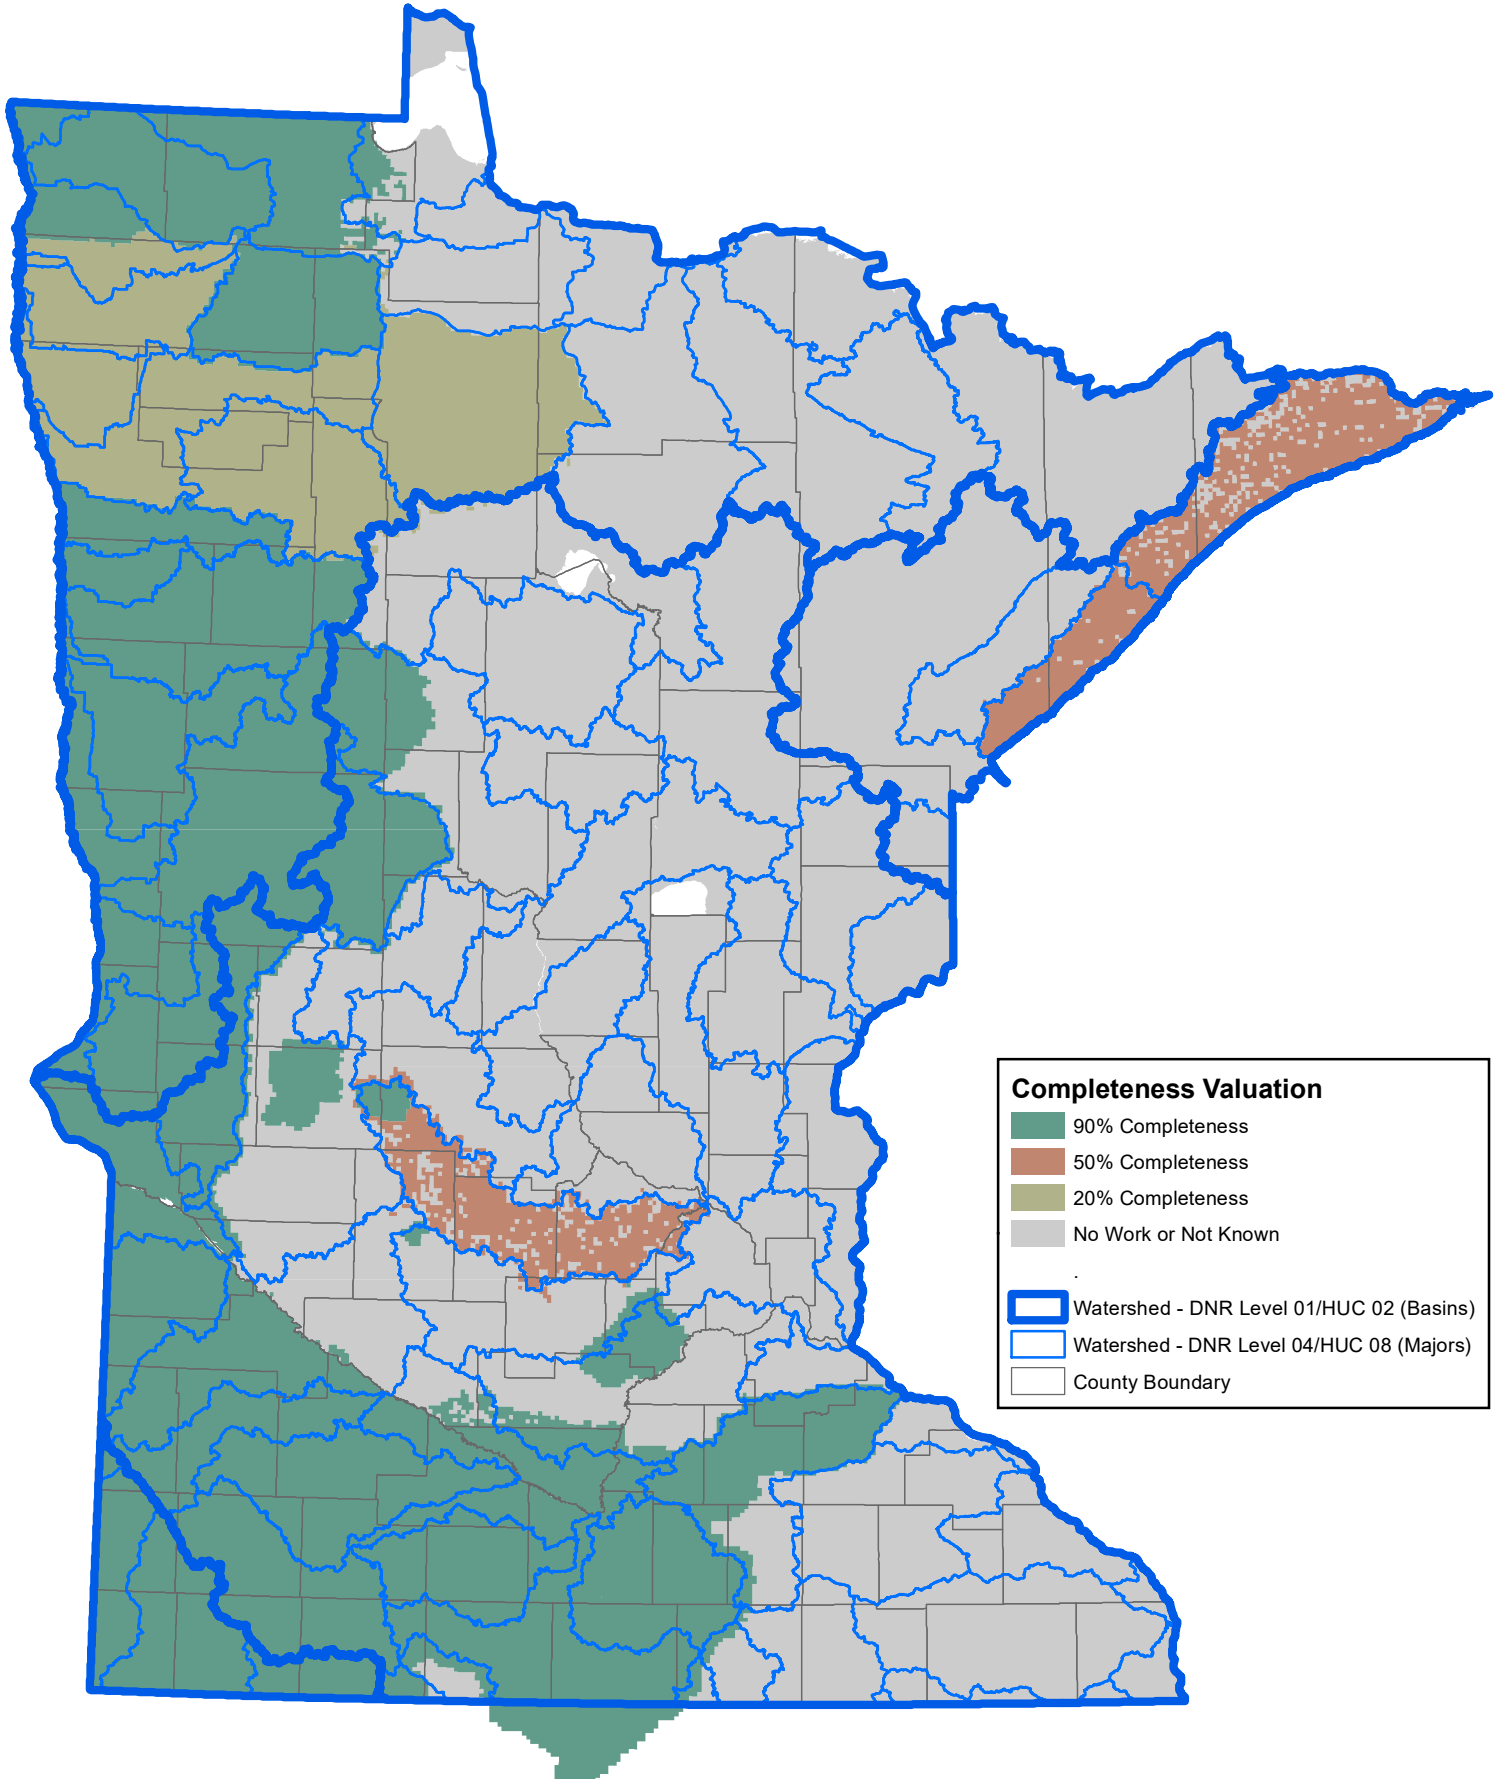 Completeness Valuation
90% Completeness
50% Completeness
20% Completeness
No Work or Not Known
.
Watershed - DNR Level 01/HUC 02 (Basins)
Watershed - DNR Level 04/HUC 08 (Majors)
County Boundary